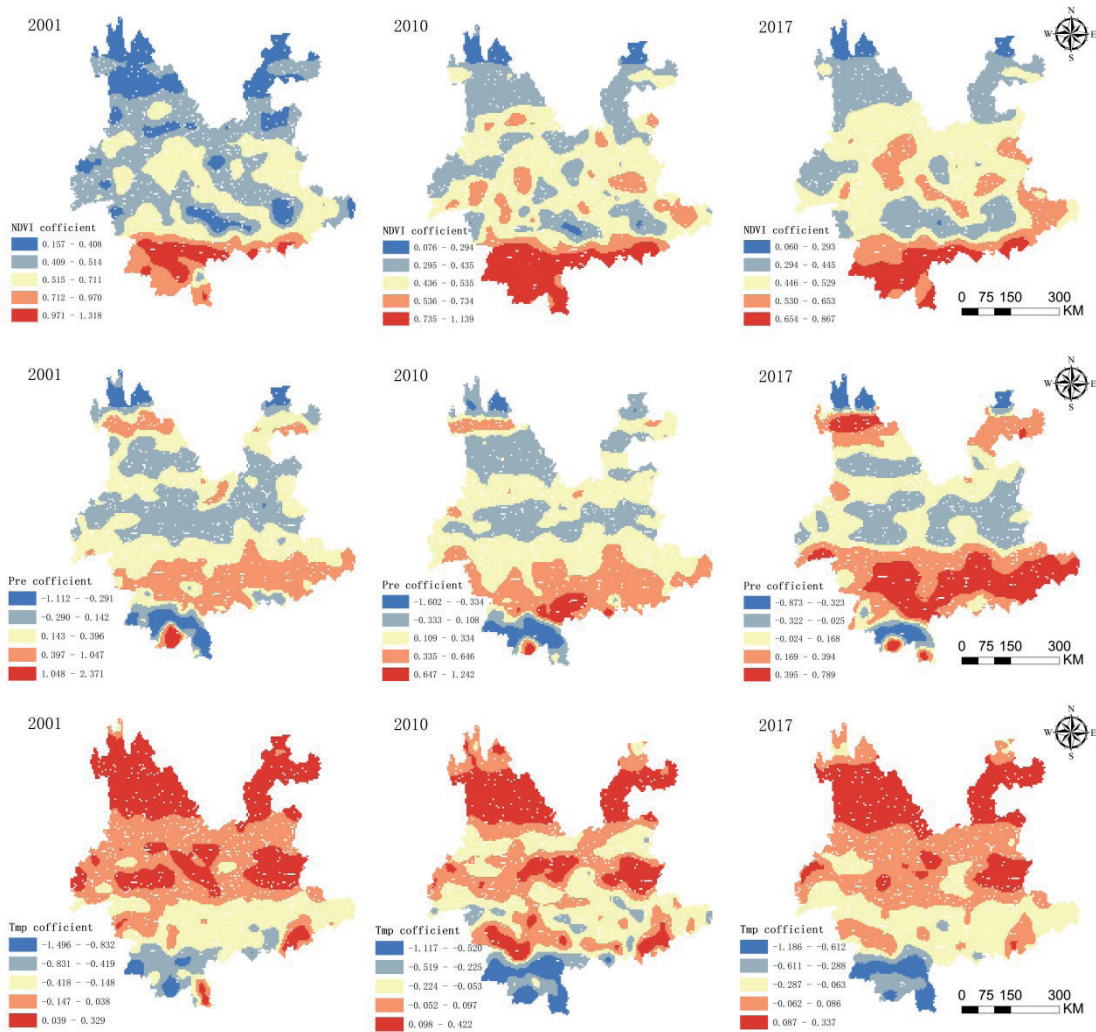 2001
2010
2017
N
W E
S
NDVI cofficient
0.157 - 0.408
0.409 - 0.514
0.515 - 0.711
0.712 - 0.970
0.971 - 1.318
NDVI cofficient
0.076 - 0.294
0.295 - 0.435
0.436 - 0.535
0.536 - 0.734
0.735 - 1.139
NDVI cofficient
0.060 - 0.293
0.294 - 0.445
0.446 - 0.529
0.530 - 0.653
0.654 - 0.867
0 75 150 300
KM
2001
2010
2017
N
W E
S
Pre cofficient
-1.112 - -0.291
-0.290 - 0.142
0.143 - 0.396
0.397 - 1.047
1.048 - 2.371
Pre cofficient
-1.602 - -0.334
-0.333 - 0.108
0.109 - 0.334
0.335 - 0.646
0.647 - 1.242
Pre cofficient
-0.873 - -0.323
-0.322 - -0.025
-0.024 - 0.168
0.169 - 0.394
0.395 - 0.789
0 75 150 300
KM
2001
2010
2017
N
W E
S
Tmp cofficient
-1.496 - -0.832
-0.831 - -0.419
-0.418 - -0.148
-0.147 - 0.038
0.039 - 0.329
Tmp cofficient
-1.117 - -0.520
-0.519 - -0.225
-0.224 - -0.053
-0.052 - 0.097
0.098 - 0.422
Tmp cofficient
-1.186 - -0.612
-0.611 - -0.288
-0.287 - -0.063
-0.062 - 0.086
0.087 - 0.337
0 75 150 300
KM